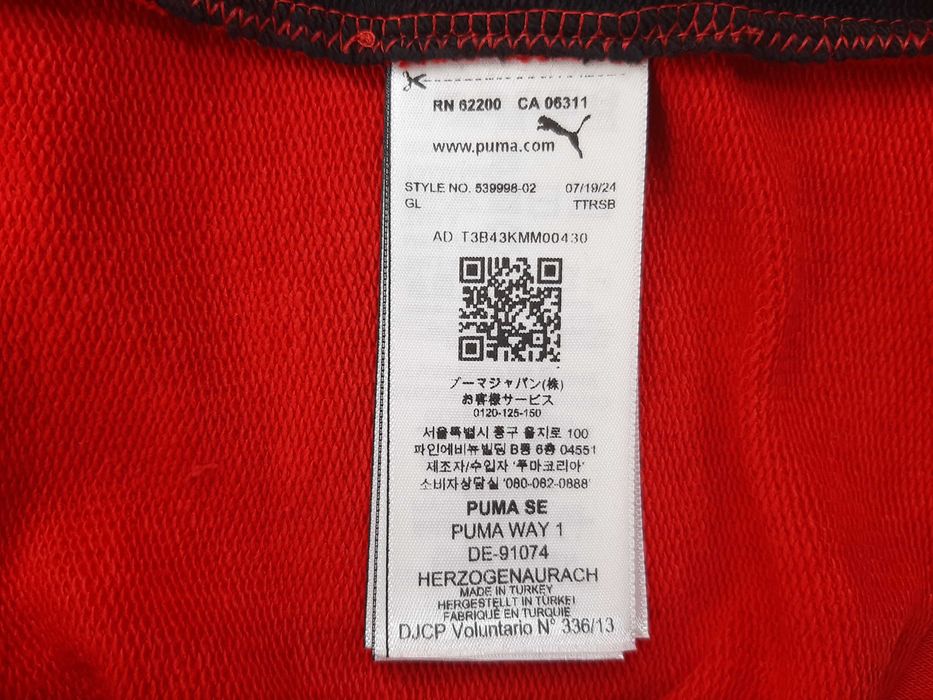 RN 62200 CA 06311
www.puma.com
STYLE NO. 539998-02 07/19/24
GL TTRSB
AD T3B43KMM00430
プーマジャパン(株)
お客様サービス
0120-125-150
서울특별시 중구 을지로 100
파인에비뉴빌딩 B동 6층 04551
제조자/수입자 '푸마코리아'
소비자상담실 '080-062-0888'
PUMA SE
PUMA WAY 1
DE-91074
HERZOGENAURACH
MADE IN TURKEY
HERGESTELLT IN TÜRKEI
FABRIQUÉ EN TURQUIE
DJCP Voluntario N° 336/13